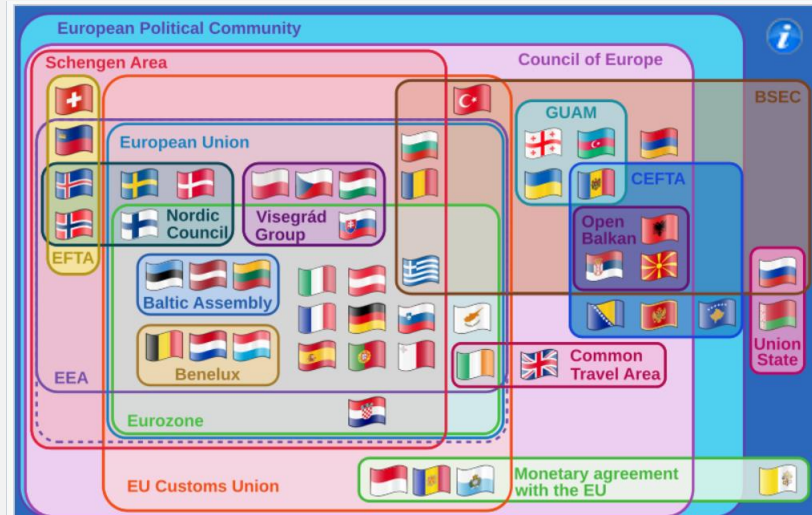 European Political Community
Schengen Area
Council of Europe
BSEC
GUAM
European Union
CEFTA
Nordic
Council
Visegrád
Group
Open
Balkan
EFTA
Baltic Assembly
Union
State
Common
Travel Area
Benelux
EEA
Eurozone
EU Customs Union
Monetary agreement
with the EU